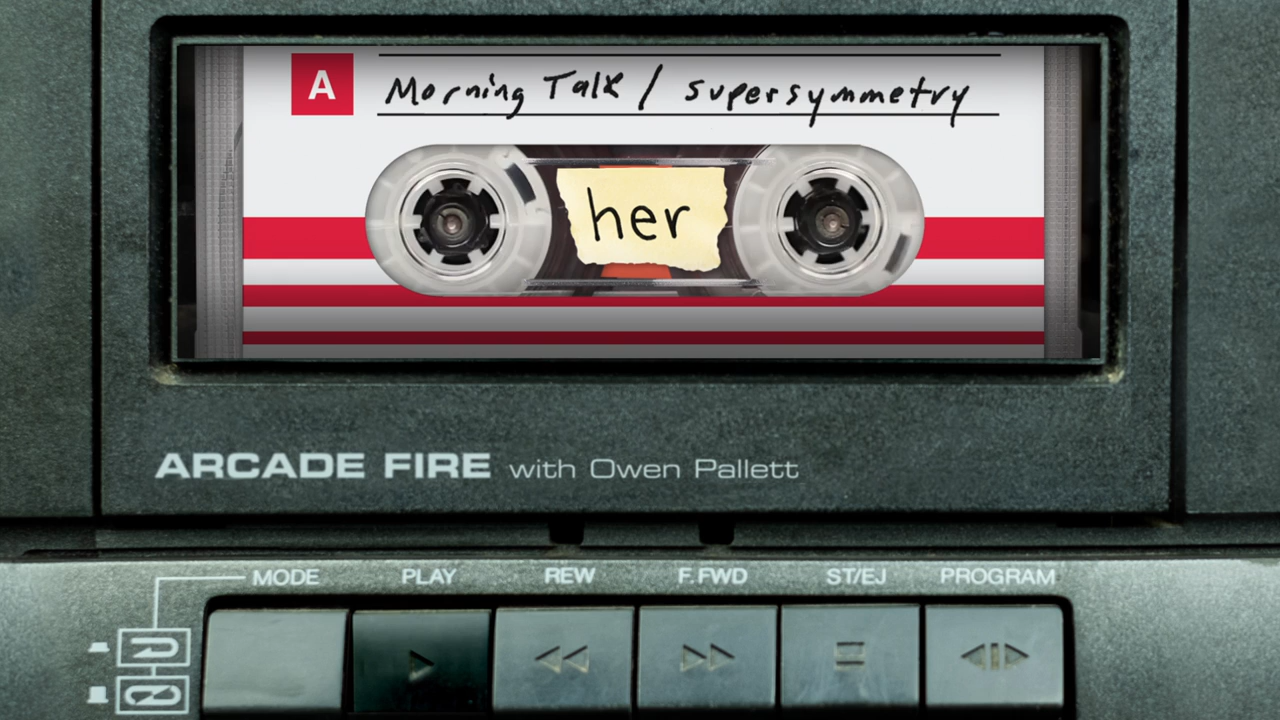 A
Morning Talk / supersymmetry
her
ARCADE FIRE with Owen Pallett
MODE PLAY REW F.FWD ST/EJ PROGRAM